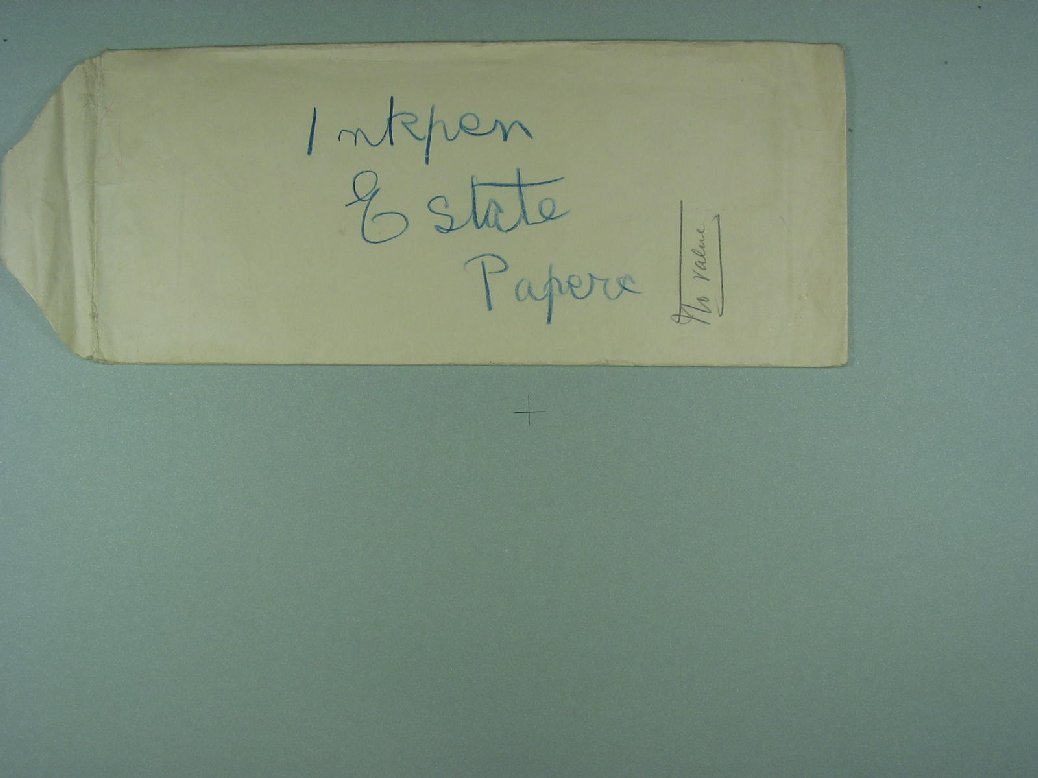 Inkpen
Estate
Papers
No value